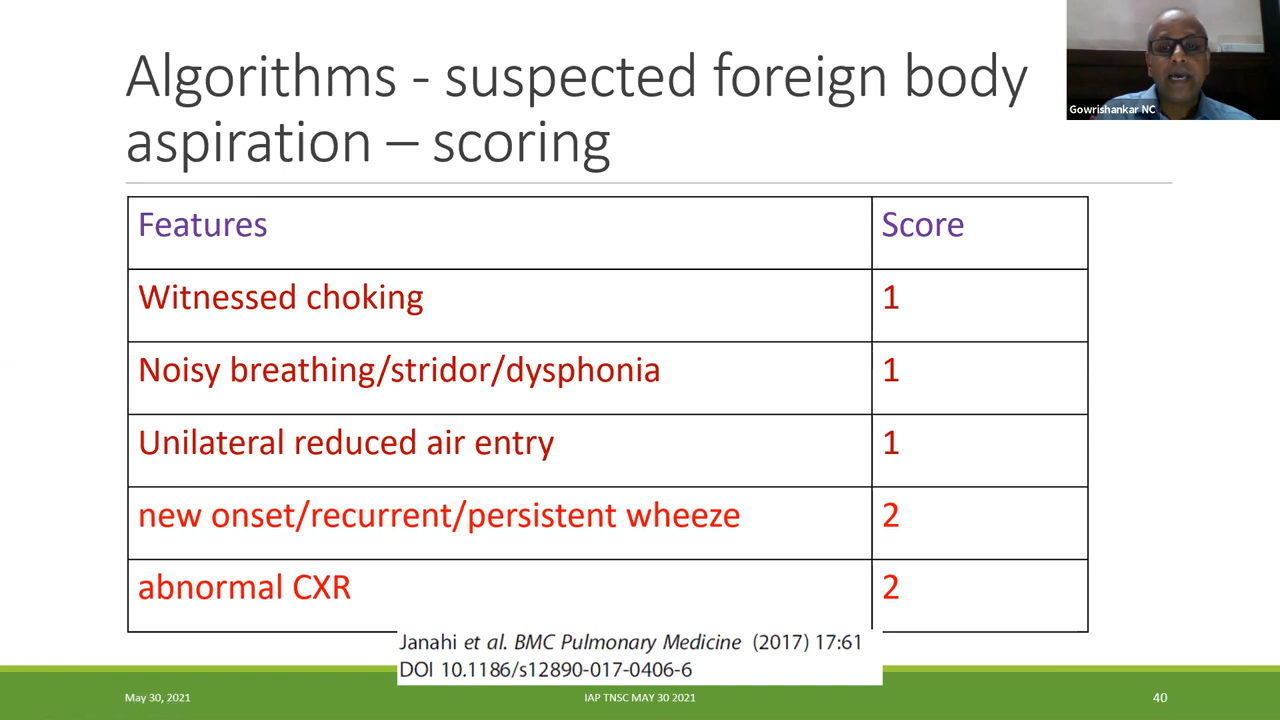 Algorithms - suspected foreign body
aspiration – scoring
Gowrishankar NC
Features Score
Witnessed choking 1
Noisy breathing/stridor/dysphonia 1
Unilateral reduced air entry 1
new onset/recurrent/persistent wheeze 2
abnormal CXR 2
Janahi et al. BMC Pulmonary Medicine (2017) 17:61
DOI 10.1186/s12890-017-0406-6
May 30, 2021 IAP TNSC MAY 30 2021 40